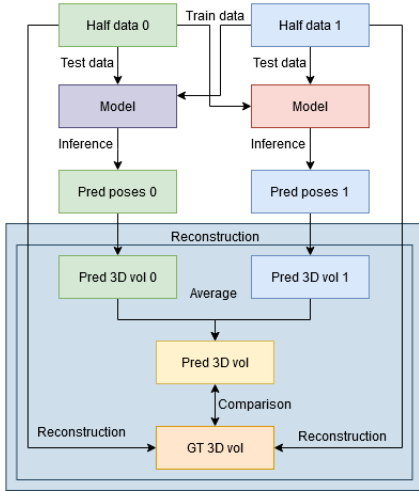 Half data 0
Train data
Half data 1
Test data
Test data
Model
Model
Inference
Inference
Pred poses 0
Pred poses 1
Reconstruction
Pred 3D vol 0
Pred 3D vol 1
Average
Pred 3D vol
Comparison
Reconstruction
GT 3D vol
Reconstruction